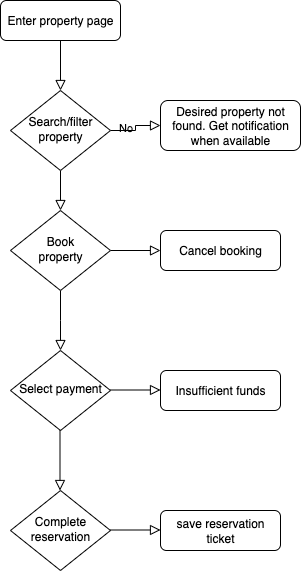 Enter property page
Search/filter
property
No
Desired property not
found. Get notification
when available
Book
property
Cancel booking
Select payment
Insufficient funds
Complete
reservation
save reservation
ticket